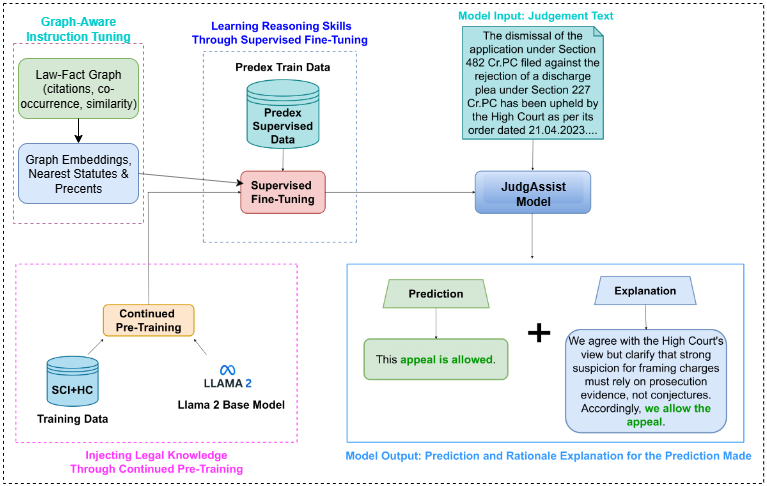 Graph-Aware
Instruction Tuning
Law-Fact Graph
(citations, co-
occurrence, similarity)
Graph Embeddings,
Nearest Statutes &
Precents
Learning Reasoning Skills
Through Supervised Fine-Tuning
Predex Train Data
Predex
Supervised
Data
Supervised
Fine-Tuning
Model Input: Judgement Text
The dismissal of the
application under Section
482 Cr.PC filed against the
rejection of a discharge
plea under Section 227
Cr.PC has been upheld by
the High Court as per its
order dated 21.04.2023....
JudgAssist
Model
Continued
Pre-Training
SCI+HC
Training Data
LLAMA 2
Llama 2 Base Model
Injecting Legal Knowledge
Through Continued Pre-Training
Prediction
This appeal is allowed.
+
Explanation
We agree with the High Court's
view but clarify that strong
suspicion for framing charges
must rely on prosecution
evidence, not conjectures.
Accordingly, we allow the
appeal.
Model Output: Prediction and Rationale Explanation for the Prediction Made